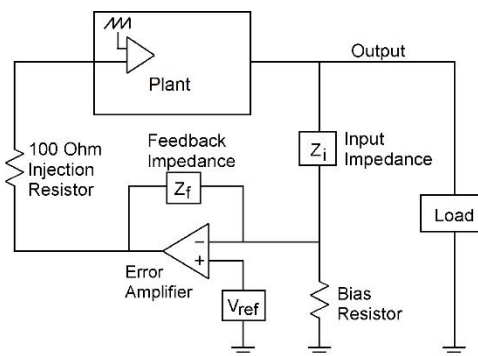 Plant
Output
100 Ohm
Injection
Resistor
Feedback
Impedance
Zf
Zi
Input
Impedance
Load
Error
Amplifier
−
+
Vref
Bias
Resistor